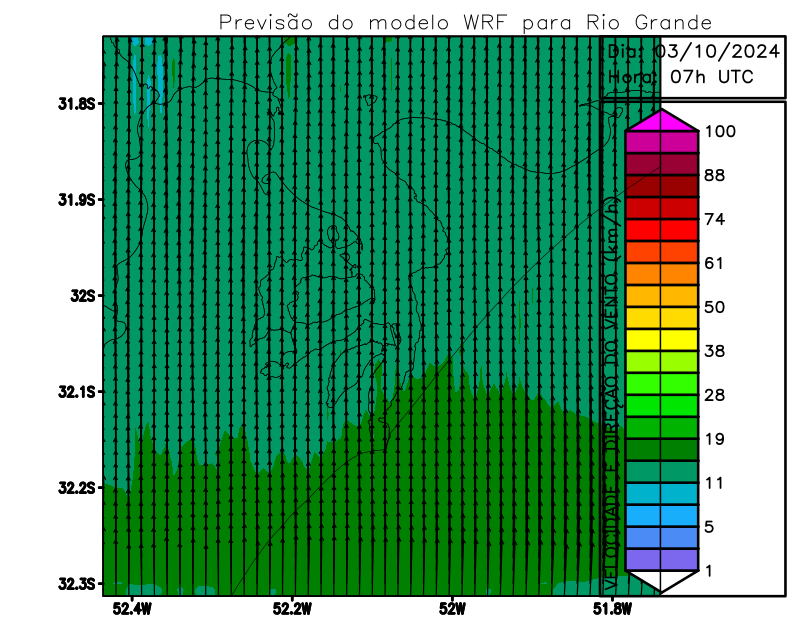 Previsão do modelo WRF para Rio Grande
Dia: 03/10/2024
Hora: 07h UTC
31.8S
31.9S
32S
32.1S
32.2S
32.3S
52.4W
52.2W
52W
51.8W
VELOCIDADE E DIREÇÃO DO VENTO (km/h)
100
88
74
61
50
38
28
19
11
5
1